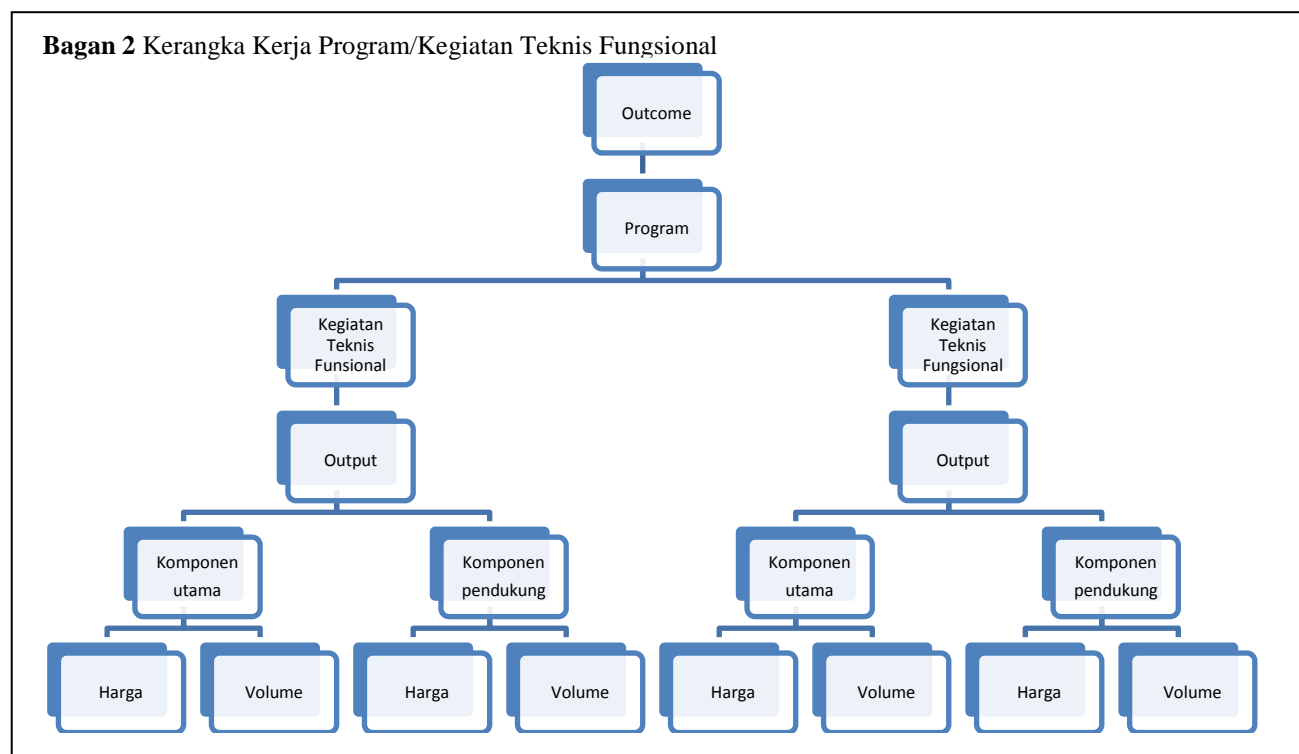 Bagan 2 Kerangka Kerja Program/Kegiatan Teknis Fungsional
Outcome
Program
Kegiatan
Teknis
Funsional
Kegiatan
Teknis
Fungsional
Output
Output
Komponen
utama
Komponen
pendukung
Komponen
utama
Komponen
pendukung
Harga
Volume
Harga
Volume
Harga
Volume
Harga
Volume